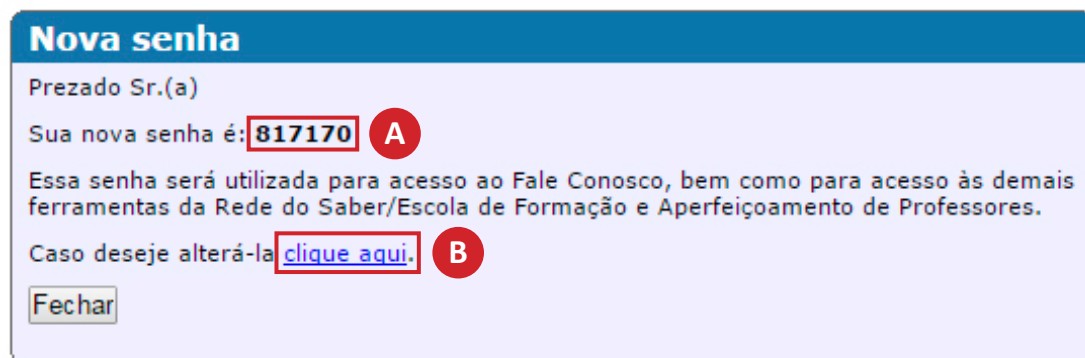 Nova senha
Prezado Sr.(a)
Sua nova senha é: 817170 A
Essa senha será utilizada para acesso ao Fale Conosco, bem como para acesso às demais
ferramentas da Rede do Saber/Escola de Formação e Aperfeiçoamento de Professores.
Caso deseje alterá-la clique aqui. B
Fechar